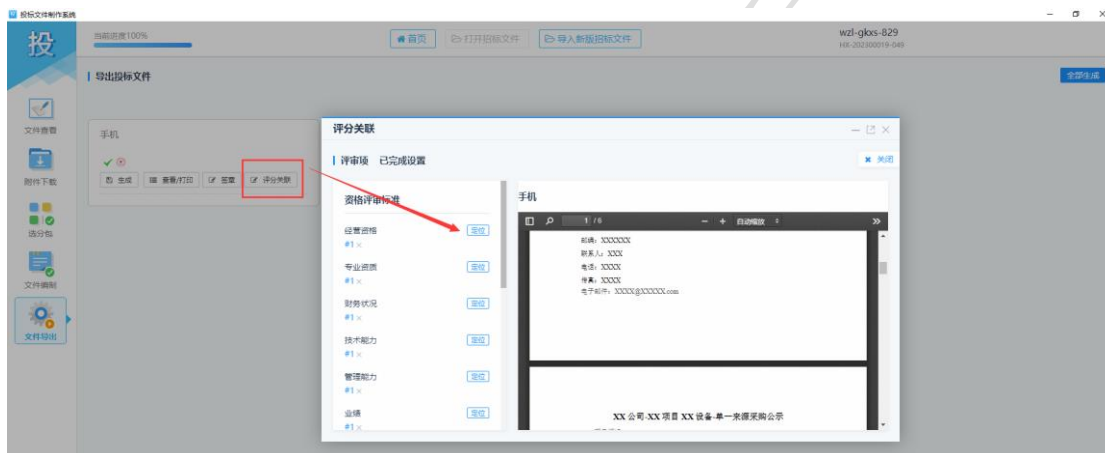 投标文件制作系统
投
当前进度100%
首页
打开招标文件
导入新版招标文件
wzl-gkxs-829
HX-202300019-049
导出投标文件
全部生成
文件查看
附件下载
选分包
文件编制
文件导出
手机
生成
查看/打印
签章
评分关联
评分关联
评审项 已完成设置
关闭
资格评审标准
经营资格
定位
#1 ×
专业资质
定位
#1 ×
财务状况
定位
#1 ×
技术能力
定位
#1 ×
管理能力
定位
#1 ×
业绩
定位
#1 ×
手机
1 / 6
自动缩放
邮编：XXXXXX
联系人：XXX
电话：XXXX
传真：XXXX
电子邮件：XXXX@XXXXX.com
XX 公司-XX 项目 XX 设备-单一来源采购公示